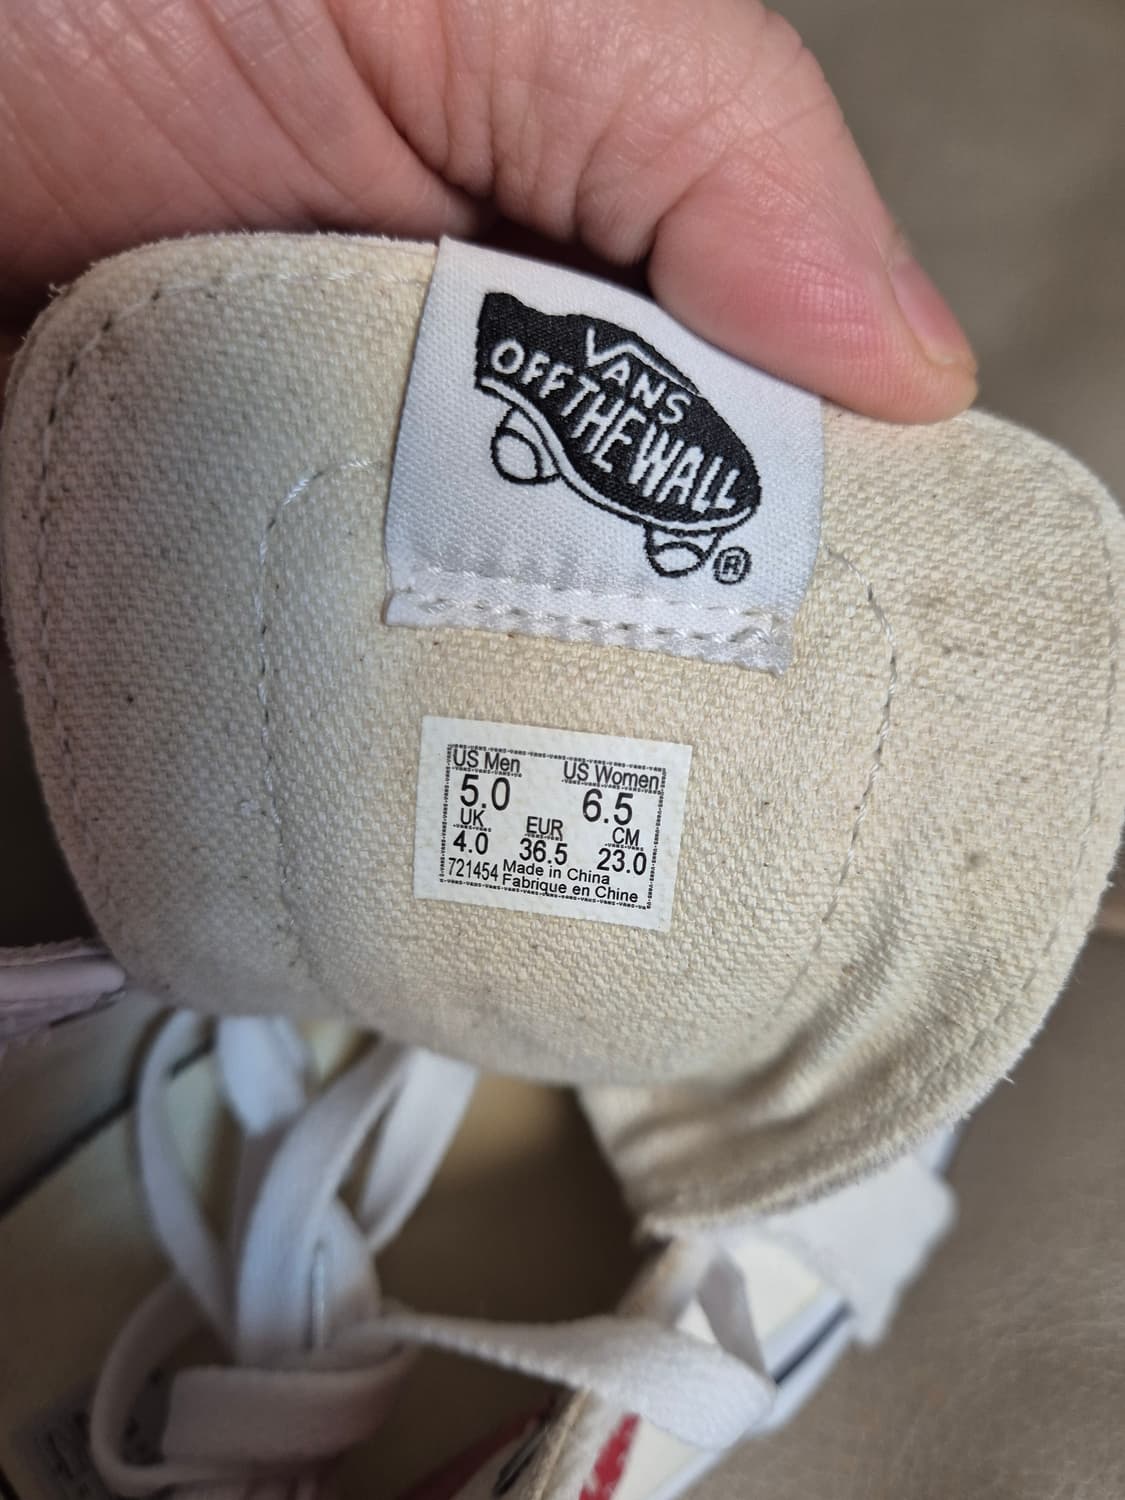 VANS
OFF THE WALL
®
US Men US Women
5.0 6.5
UK EUR CM
4.0 36.5 23.0
721454 Made in China
Fabrique en Chine